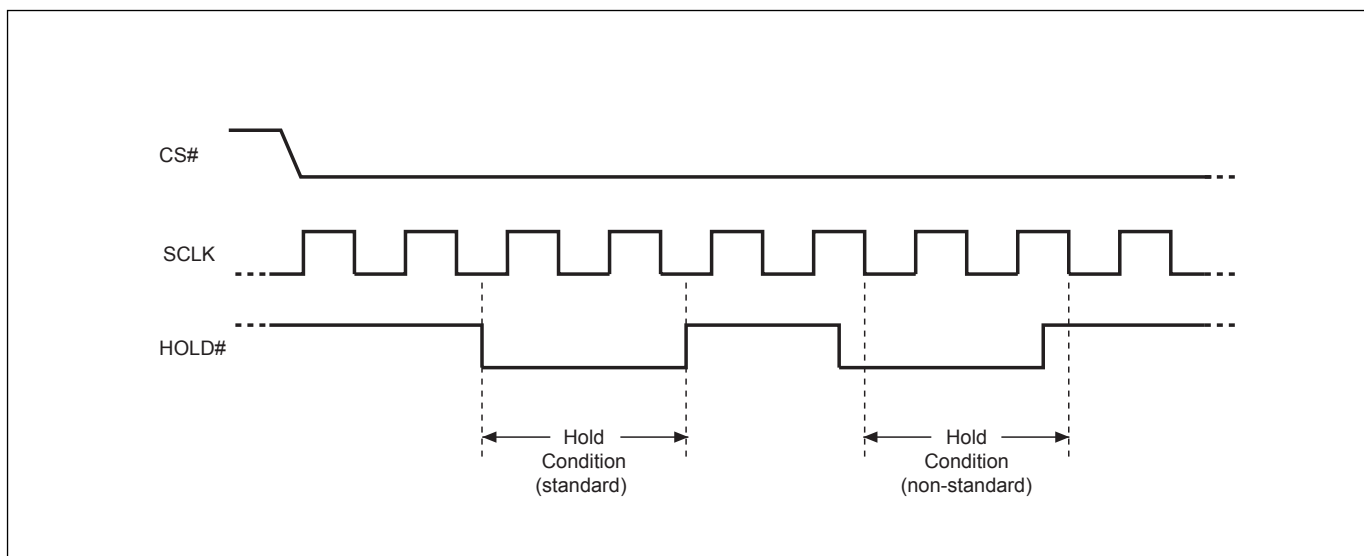 CS#
SCLK
HOLD#
Hold
Condition
(standard)
Hold
Condition
(non-standard)